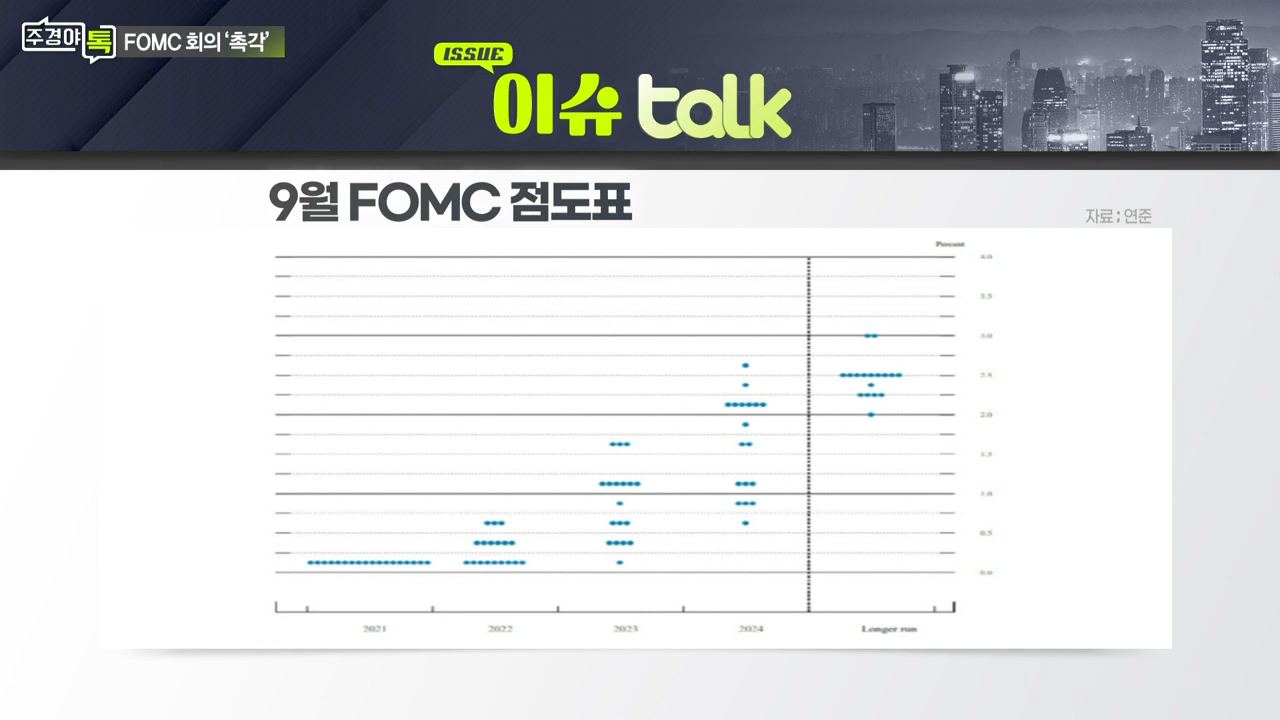 주경야톡 FOMC 회의 ‘촉각’
ISSUE
이슈 talk
9월 FOMC 점도표
자료 ; 연준
Percent
4.0
3.5
3.0
2.5
2.0
1.5
1.0
0.5
0.0
2021 2022 2023 2024 Longer run